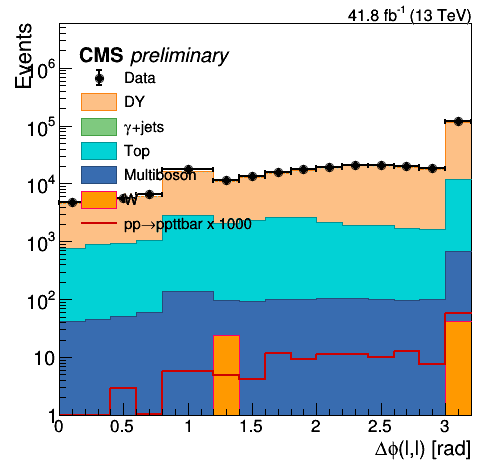 41.8 fb⁻¹ (13 TeV)
Events
CMS preliminary
Data
DY
γ+jets
Top
Multiboson
W
pp→ppttbar x 1000
10⁶
10⁵
10⁴
10³
10²
10
1
0 0.5 1 1.5 2 2.5 3
Δφ(l,l) [rad]